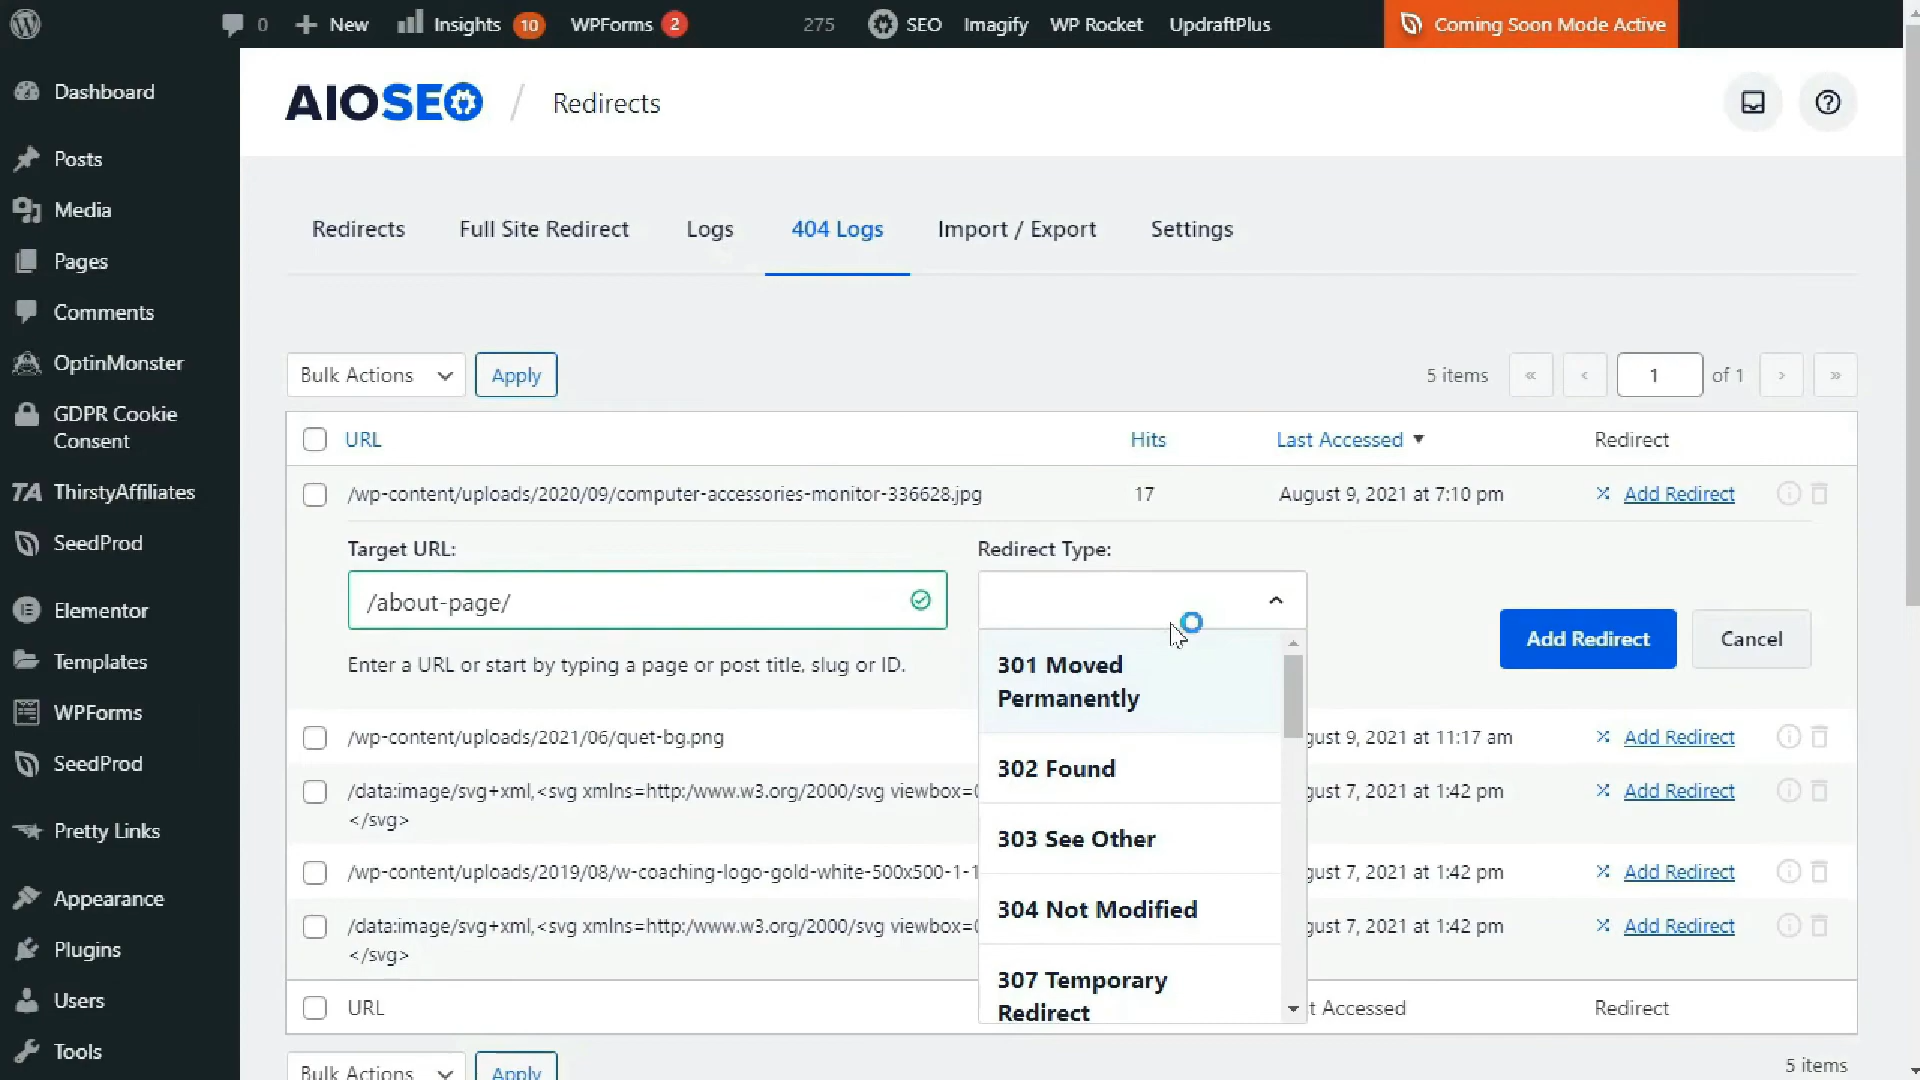 0
New
Insights 10
WPForms 2
275
SEO
Imagify
WP Rocket
UpdraftPlus
Coming Soon Mode Active
Dashboard
Posts
Media
Pages
Comments
OptinMonster
GDPR Cookie
Consent
TA ThirstyAffiliates
SeedProd
Elementor
Templates
WPForms
SeedProd
Pretty Links
Appearance
Plugins
Users
Tools
AIOSEO / Redirects
Redirects
Full Site Redirect
Logs
404 Logs
Import / Export
Settings
Bulk Actions
Apply
5 items
«
‹
1
of 1
›
»
URL
Hits
Last Accessed
Redirect
/wp-content/uploads/2020/09/computer-accessories-monitor-336628.jpg
17
August 9, 2021 at 7:10 pm
Add Redirect
Target URL:
/about-page/
Enter a URL or start by typing a page or post title, slug or ID.
Redirect Type:
301 Moved
Permanently
302 Found
303 See Other
304 Not Modified
307 Temporary
Redirect
Add Redirect
Cancel
/wp-content/uploads/2021/06/quet-bg.png
gust 9, 2021 at 11:17 am
Add Redirect
/data:image/svg+xml,<svg xmlns=http:/www.w3.org/2000/svg viewbox=
</svg>
gust 7, 2021 at 1:42 pm
Add Redirect
/wp-content/uploads/2019/08/w-coaching-logo-gold-white-500x500-1-1
gust 7, 2021 at 1:42 pm
Add Redirect
/data:image/svg+xml,<svg xmlns=http:/www.w3.org/2000/svg viewbox=
</svg>
gust 7, 2021 at 1:42 pm
Add Redirect
URL
t Accessed
Redirect
Bulk Actions
Apply
5 items